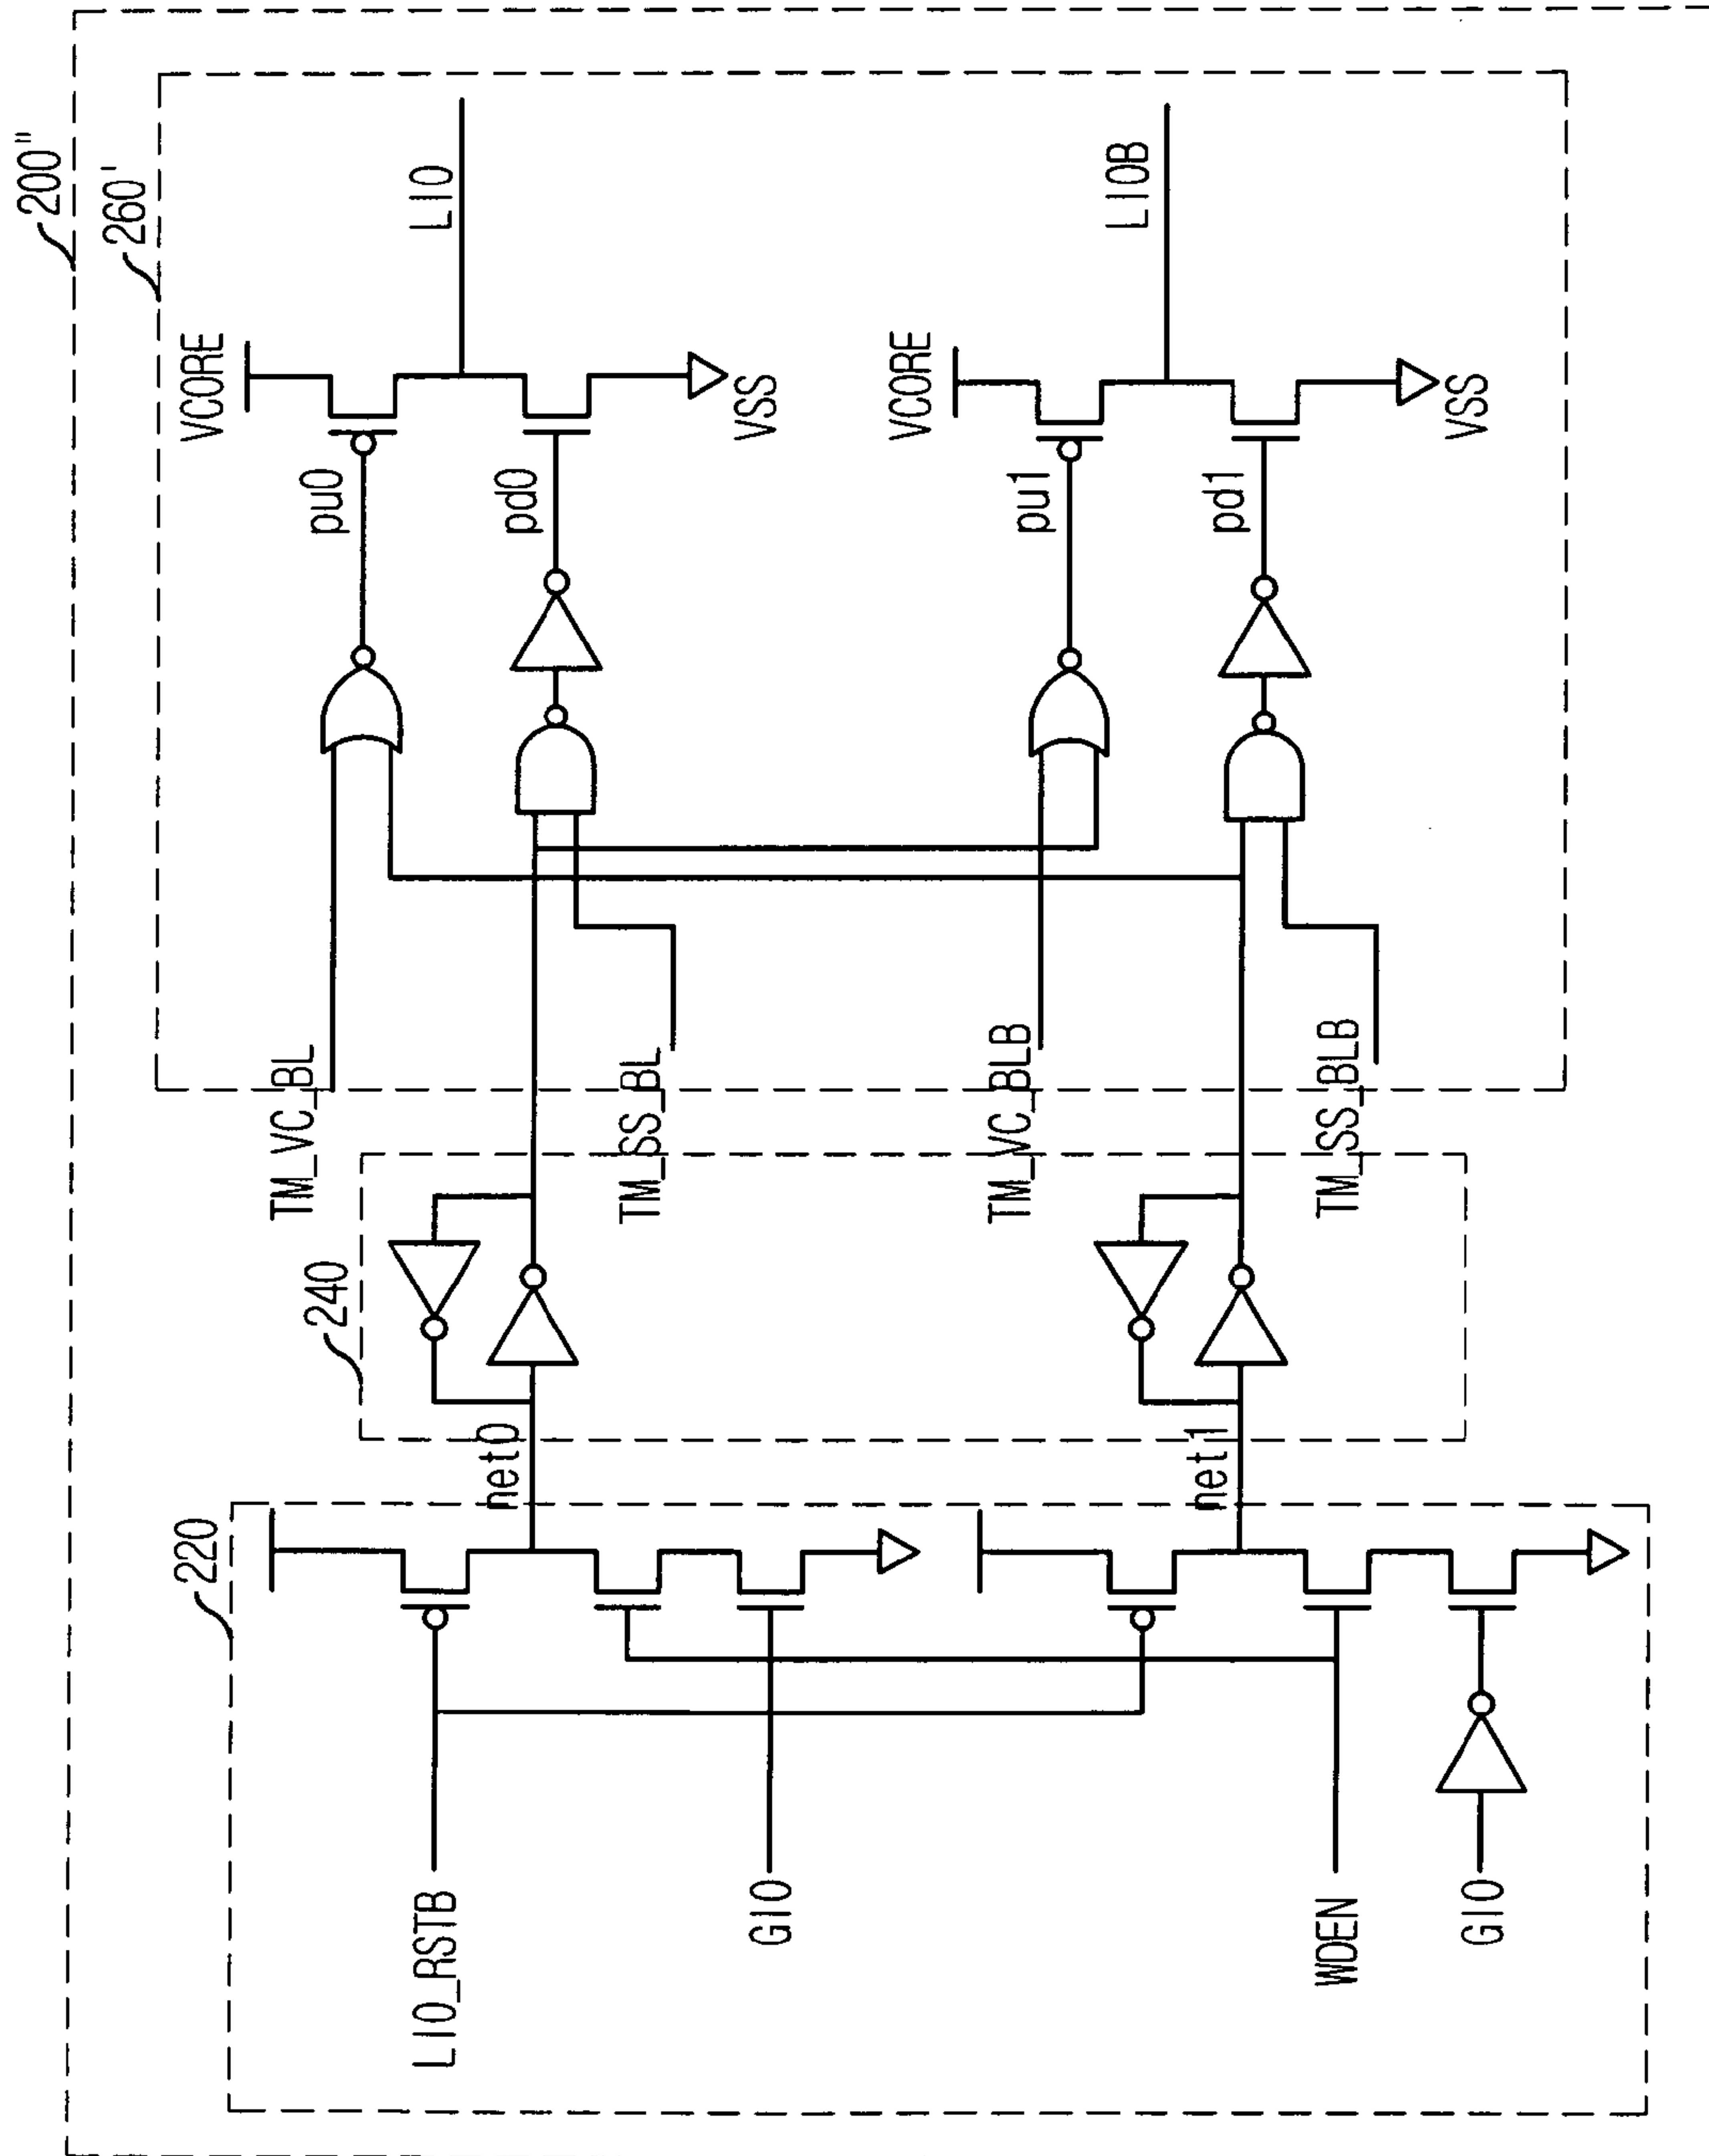 200"
260'
VCORE
pu0
LIO
pd0
VSS
VCORE
pu1
LIOB
pd1
VSS
TM_VC_BL
TM_SS_BL
TM_VC_BLB
TM_SS_BLB
240
net0
net1
220
LIO_RSTB
GIO
WDEN
GIO